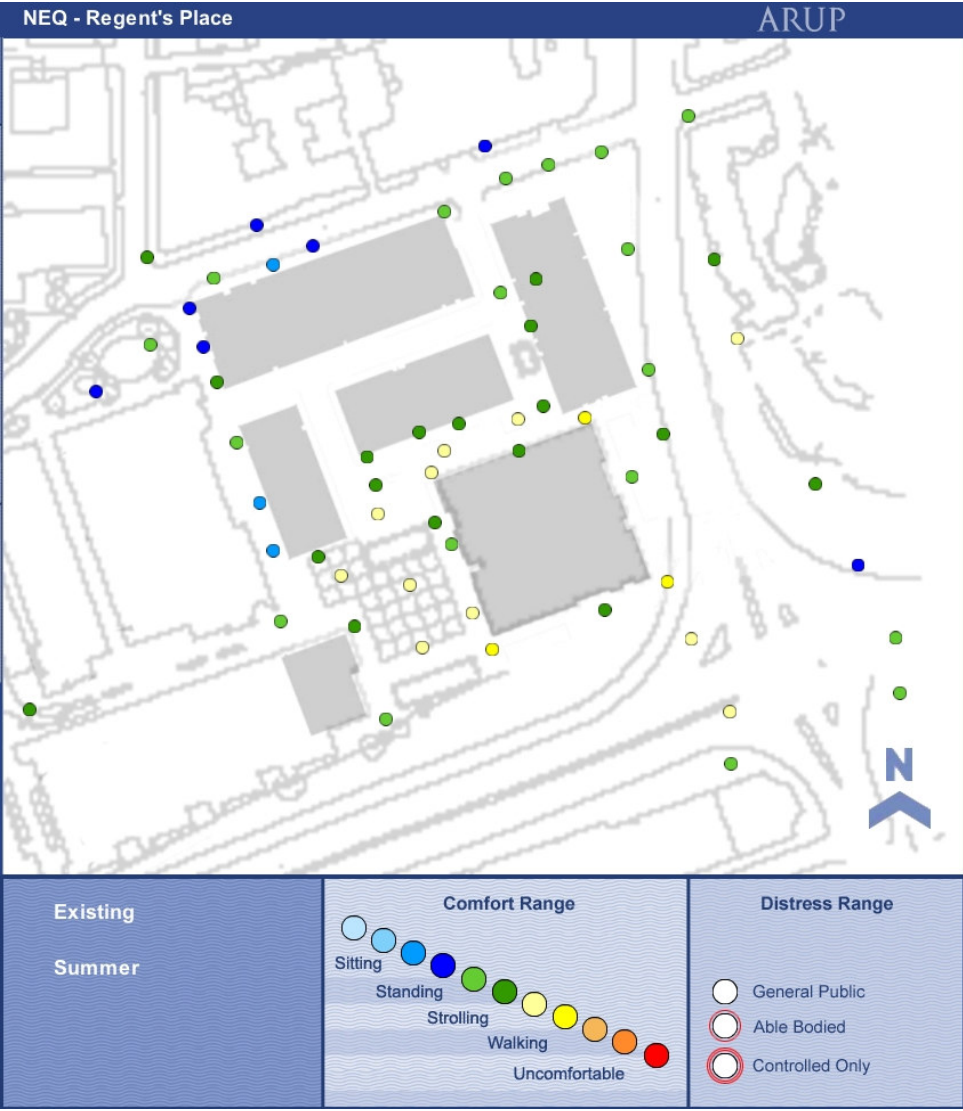 NEQ - Regent's Place
ARUP
N
Existing
Summer
Comfort Range
Sitting
Standing
Strolling
Walking
Uncomfortable
Distress Range
General Public
Able Bodied
Controlled Only